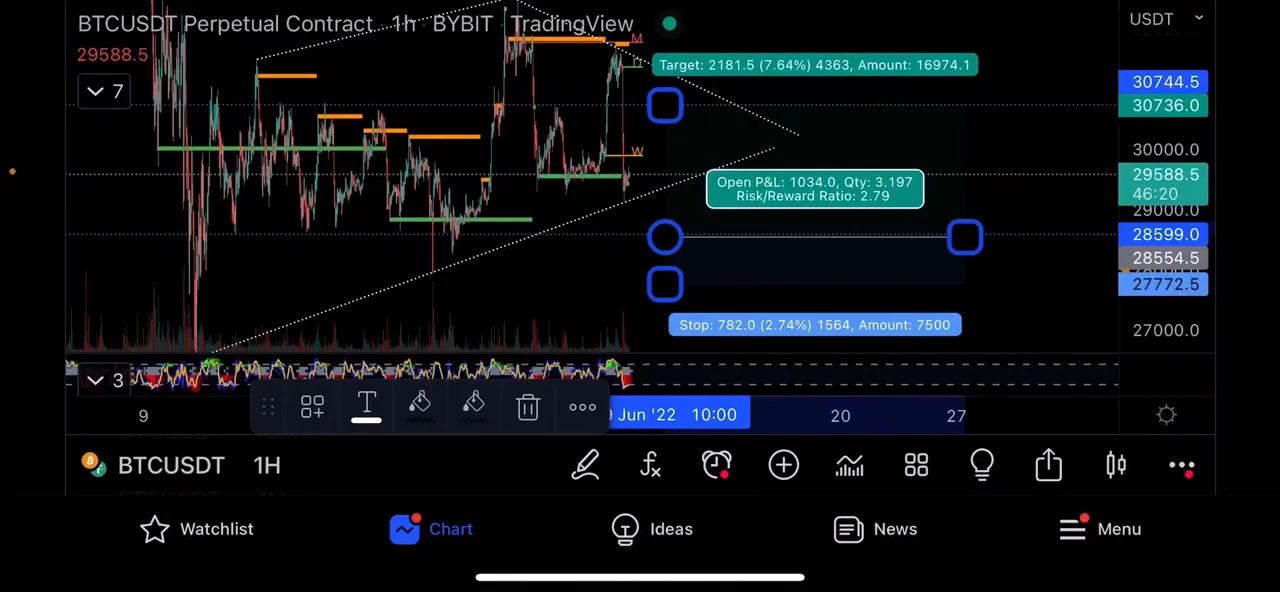 BTCUSDT Perpetual Contract · 1h · BYBIT · TradingView
USDT
29588.5
7
M
D
W
Target: 2181.5 (7.64%) 4363, Amount: 16974.1
Open P&L: 1034.0, Qty: 3.197
Risk/Reward Ratio: 2.79
Stop: 782.0 (2.74%) 1564, Amount: 7500
30744.5
30736.0
30000.0
29588.5
46:20
29000.0
28599.0
28554.5
27772.5
27000.0
3
T
9
9 Jun '22 10:00
20
27
BTCUSDT 1H
Watchlist
Chart
Ideas
News
Menu